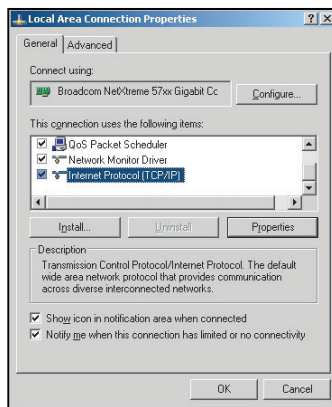 Local Area Connection Properties
General Advanced
Connect using:
Broadcom NetXtreme 57xx Gigabit Cc
Configure...
This connection uses the following items:
QoS Packet Scheduler
Network Monitor Driver
Internet Protocol (TCP/IP)
Install... Uninstall Properties
Description
Transmission Control Protocol/Internet Protocol. The default
wide area network protocol that provides communication
across diverse interconnected networks.
Show icon in notification area when connected
Notify me when this connection has limited or no connectivity
OK Cancel